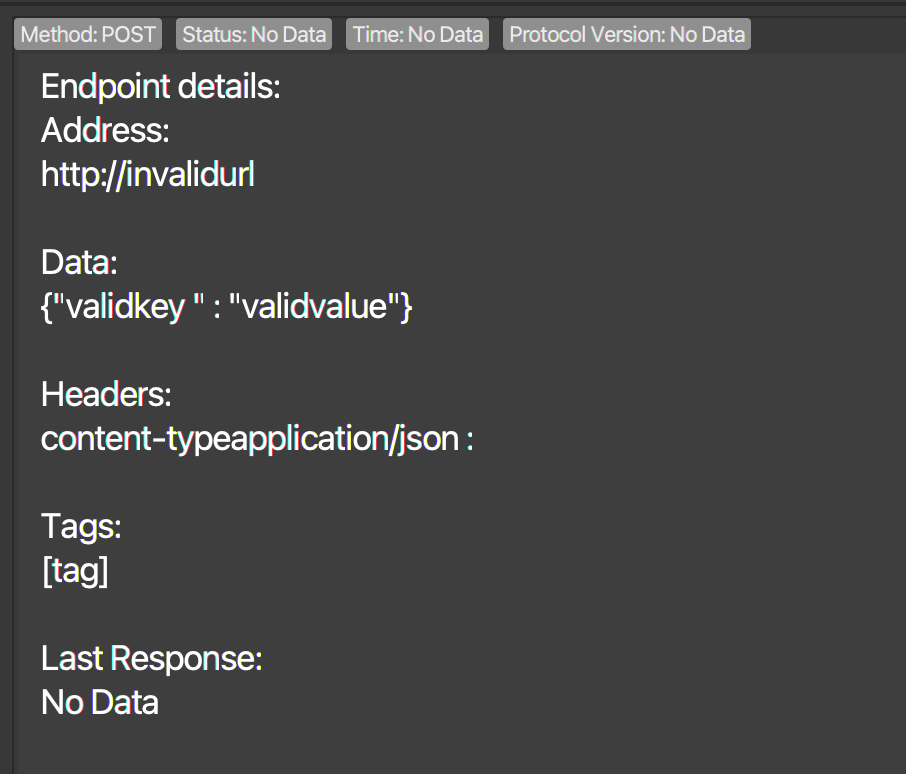 Method: POST Status: No Data Time: No Data Protocol Version: No Data
Endpoint details:
Address:
http://invalidurl
Data:
{"validkey " : "validvalue"}
Headers:
content-typeapplication/json :
Tags:
[tag]
Last Response:
No Data